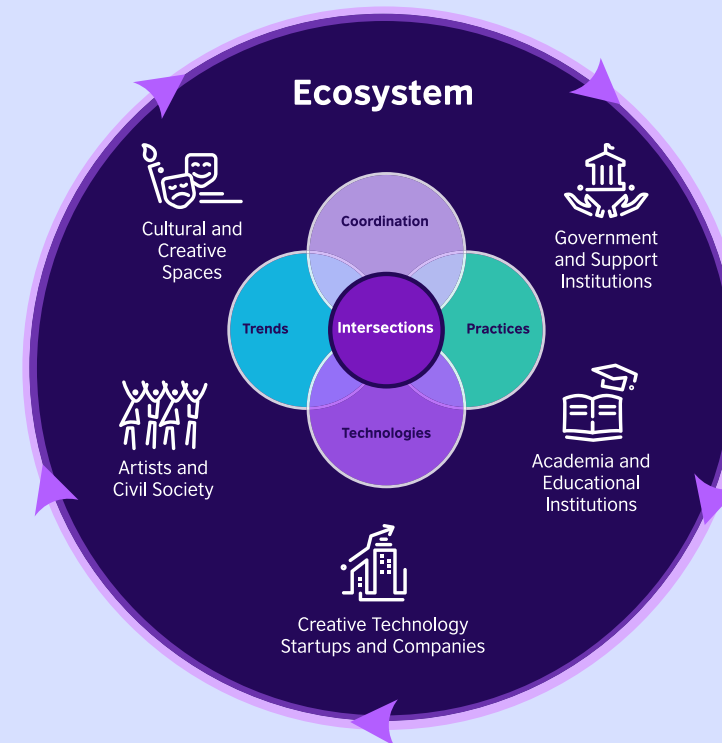 Ecosystem
Cultural and
Creative
Spaces
Coordination
Government
and Support
Institutions
Trends
Intersections
Practices
Technologies
Artists and
Civil Society
Academia and
Educational
Institutions
Creative Technology
Startups and Companies